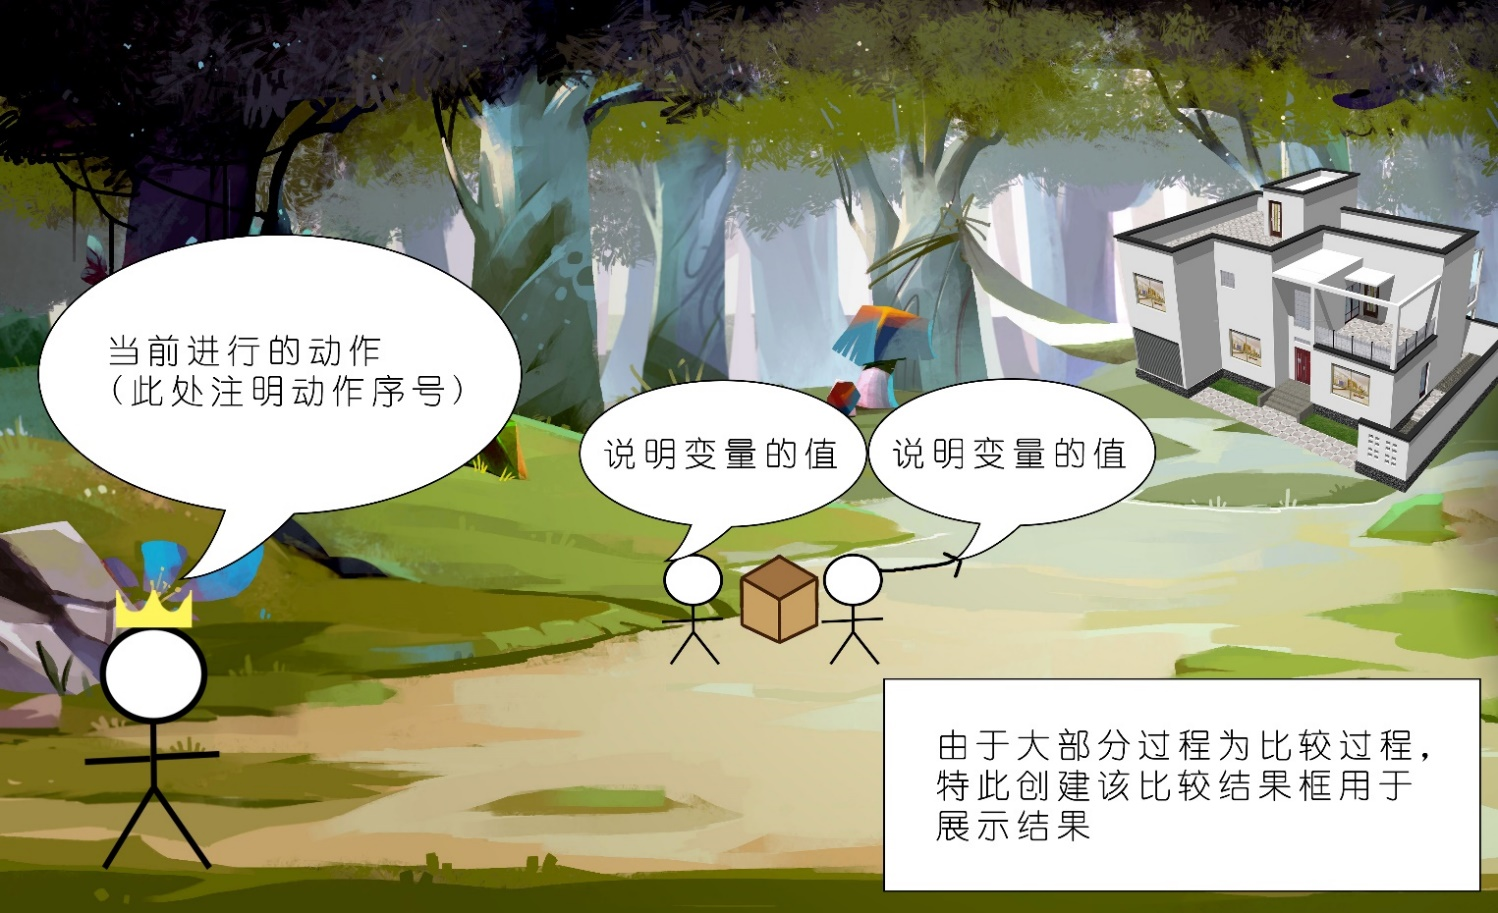 当前进行的动作
（此处注明动作序号）
说明变量的值
说明变量的值
由于大部分过程为比较过程，
特此创建该比较结果框用于
展示结果